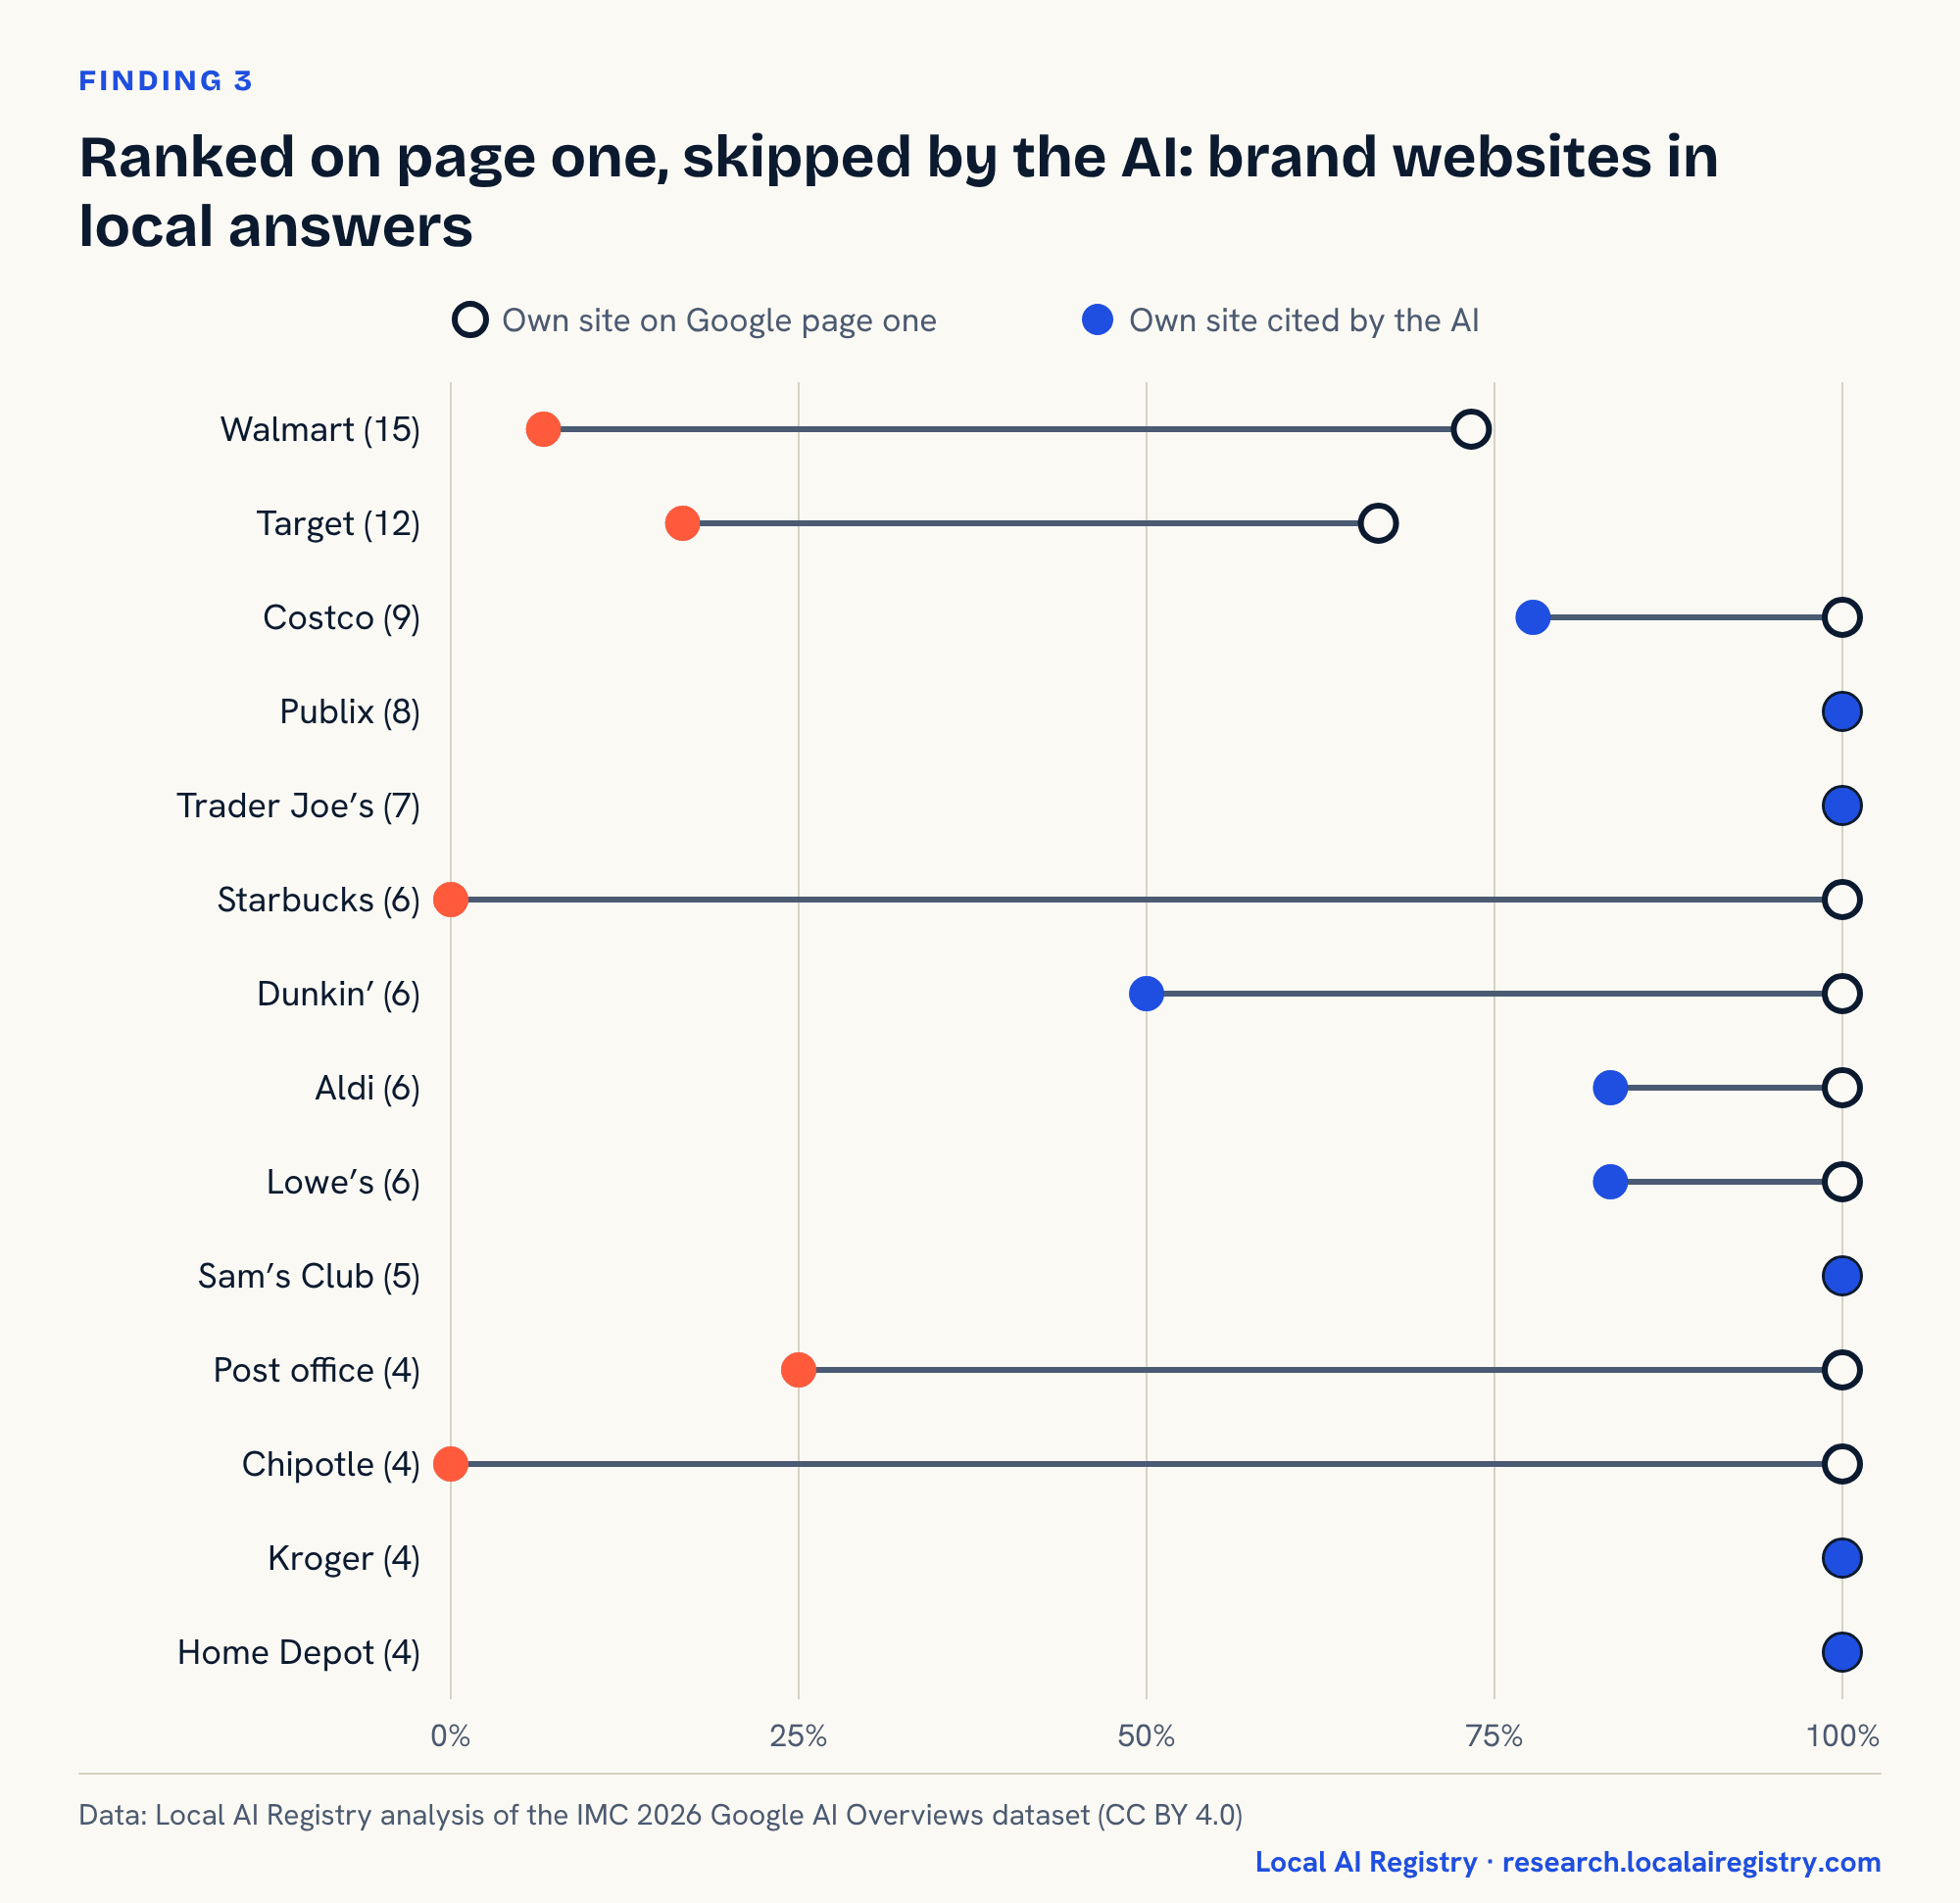 FINDING 3
Ranked on page one, skipped by the AI: brand websites in
local answers
Own site on Google page one
Own site cited by the AI
Walmart (15)
Target (12)
Costco (9)
Publix (8)
Trader Joe’s (7)
Starbucks (6)
Dunkin’ (6)
Aldi (6)
Lowe’s (6)
Sam’s Club (5)
Post office (4)
Chipotle (4)
Kroger (4)
Home Depot (4)
0% 25% 50% 75% 100%
Data: Local AI Registry analysis of the IMC 2026 Google AI Overviews dataset (CC BY 4.0)
Local AI Registry · research.localairegistry.com